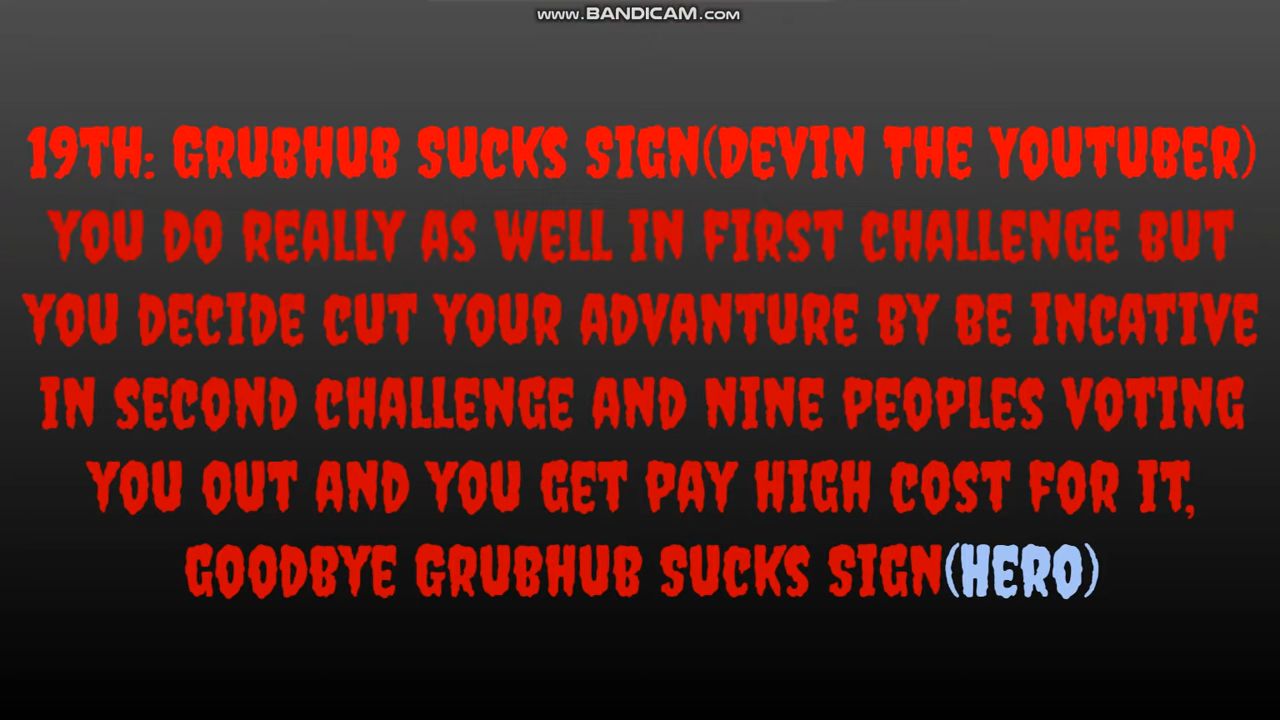 www.BANDICAM.com
19TH: GRUBHUB SUCKS SIGN(DEVIN THE YOUTUBER)
YOU DO REALLY AS WELL IN FIRST CHALLENGE BUT
YOU DECIDE CUT YOUR ADVANTURE BY BE INCATIVE
IN SECOND CHALLENGE AND NINE PEOPLES VOTING
YOU OUT AND YOU GET PAY HIGH COST FOR IT,
GOODBYE GRUBHUB SUCKS SIGN(HERO)